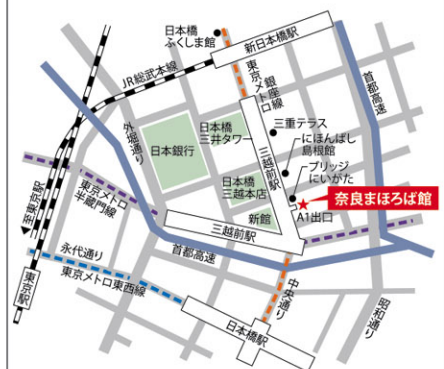 日本橋
ふくしま館
新日本橋駅
JR総武本線
東京メトロ
銀座線
首都高速
外堀通り
三重テラス
日本橋
三井タワー
三越前駅
にほんばし
島根館
日本銀行
ブリッジ
にいがた
日本橋
三越本店
奈良まほろば館
A1出口
新館
東京メトロ
半蔵門線
至東京駅
三越前駅
首都高速
永代通り
東京メトロ東西線
中央通り
昭和通り
東京駅
日本橋駅